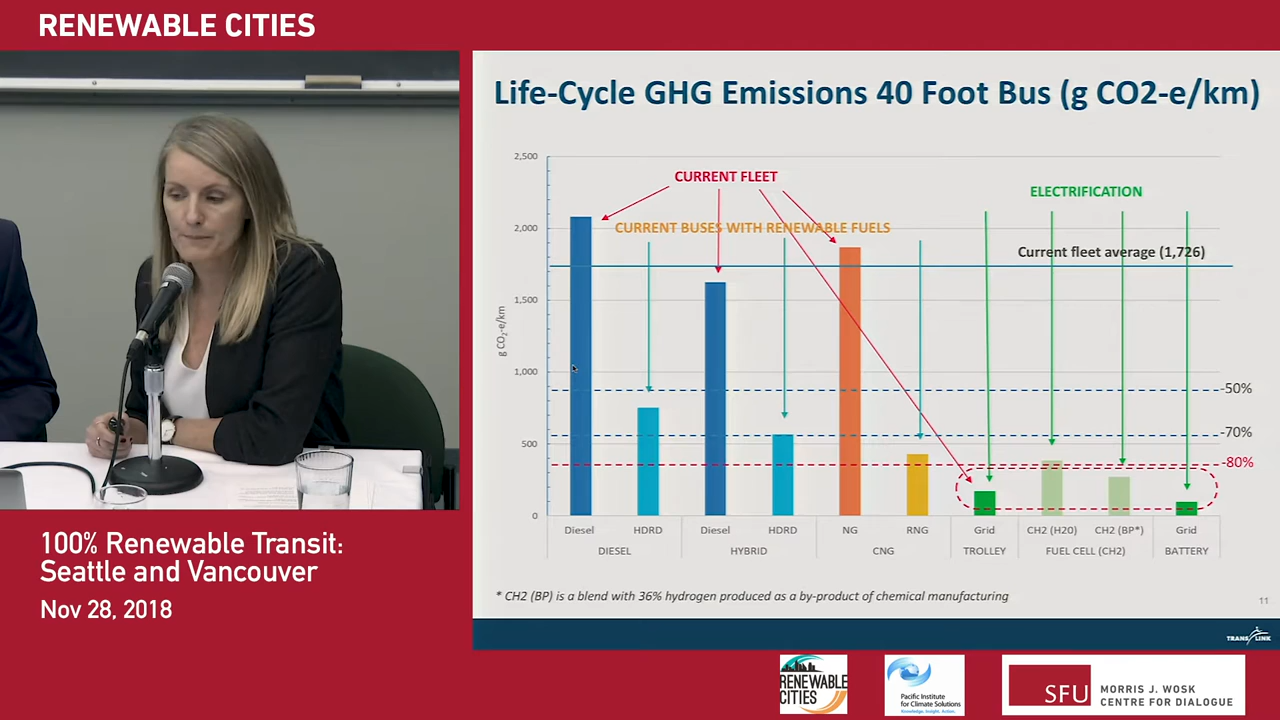 RENEWABLE CITIES
Life-Cycle GHG Emissions 40 Foot Bus (g CO2-e/km)
2,500
2,000
1,500
1,000
500
0
g CO2-e/km
CURRENT FLEET
CURRENT BUSES WITH RENEWABLE FUELS
ELECTRIFICATION
Current fleet average (1,726)
-50%
-70%
-80%
Diesel HDRD Diesel HDRD NG RNG Grid CH2 (H20) CH2 (BP*) Grid
DIESEL HYBRID CNG TROLLEY FUEL CELL (CH2) BATTERY
* CH2 (BP) is a blend with 36% hydrogen produced as a by-product of chemical manufacturing
11
TRANSLINK
100% Renewable Transit:
Seattle and Vancouver
Nov 28, 2018
RENEWABLE
CITIES
Pacific Institute
for Climate Solutions
Knowledge. Insight. Action.
SFU
MORRIS J. WOSK
CENTRE FOR DIALOGUE